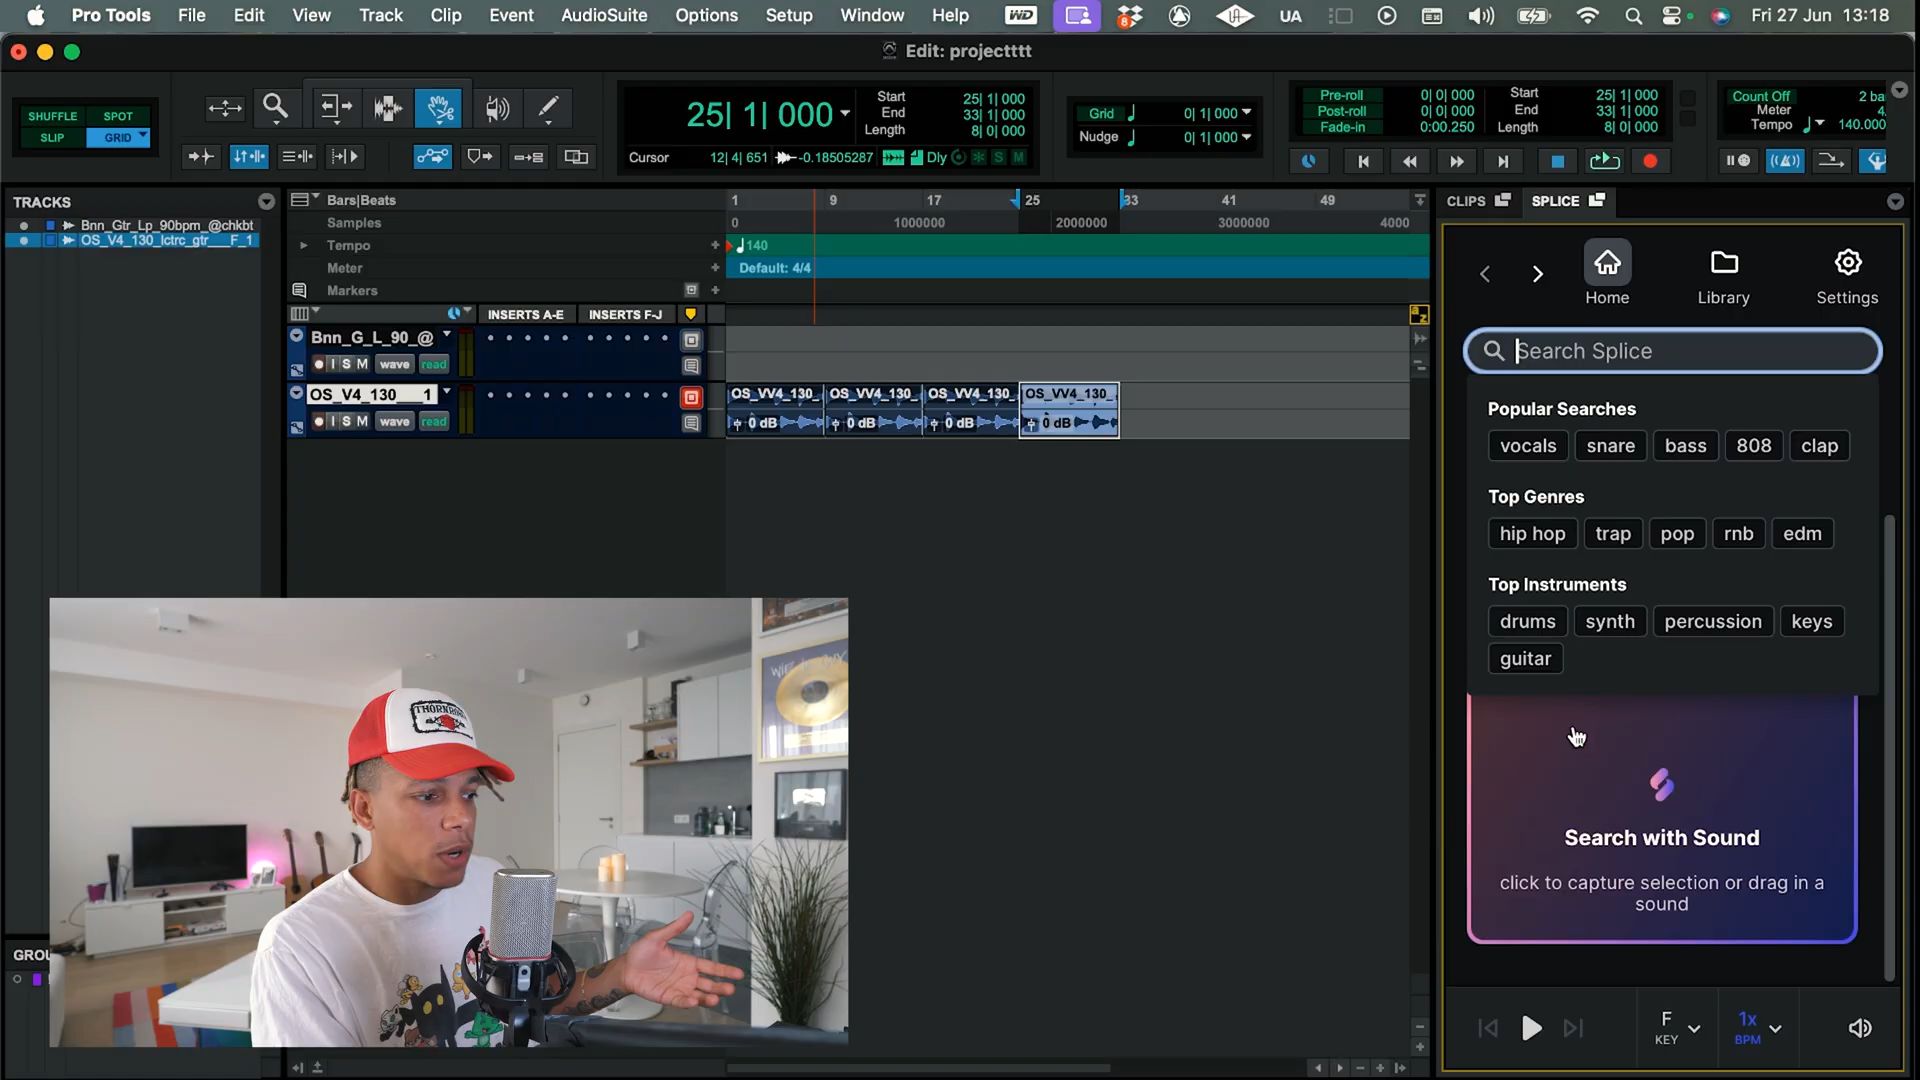 Pro Tools File Edit View Track Clip Event AudioSuite Options Setup Window Help WD 8 UA Fri 27 Jun 13:18
Edit: projectttt
SHUFFLE SPOT
SLIP GRID
25| 1| 000
Start 25| 1| 000
End 33| 1| 000
Length 8| 0| 000
Cursor 12| 4| 651 -0.18505287 Dly S M
Grid 0| 1| 000
Nudge 0| 1| 000
Pre-roll 0| 0| 000
Post-roll 0| 0| 000
Fade-in 0:00.250
Start 25| 1| 000
End 33| 1| 000
Length 8| 0| 000
Count Off 2 ba
Meter 4
Tempo 140.000
TRACKS
Bnn_Gtr_Lp_90bpm_@chkbt
OS_V4_130_lctrc_gtr___F_1
Bars|Beats 1 9 17 25 33 41 49
Samples 0 1000000 2000000 3000000 4000
Tempo 140
Meter Default: 4/4
Markers
INSERTS A-E INSERTS F-J
a z
Bnn_G_L_90_@
I S M wave read
OS_V4_130___1
I S M wave read
OS_VV4_130_ OS_VV4_130_ OS_VV4_130_ OS_VV4_130_
0 dB 0 dB 0 dB 0 dB
GROU
CLIPS SPLICE
Home Library Settings
Search Splice
Popular Searches
vocals snare bass 808 clap
Top Genres
hip hop trap pop rnb edm
Top Instruments
drums synth percussion keys
guitar
Search with Sound
click to capture selection or drag in a
sound
F
KEY
1x
BPM
THORNROSE